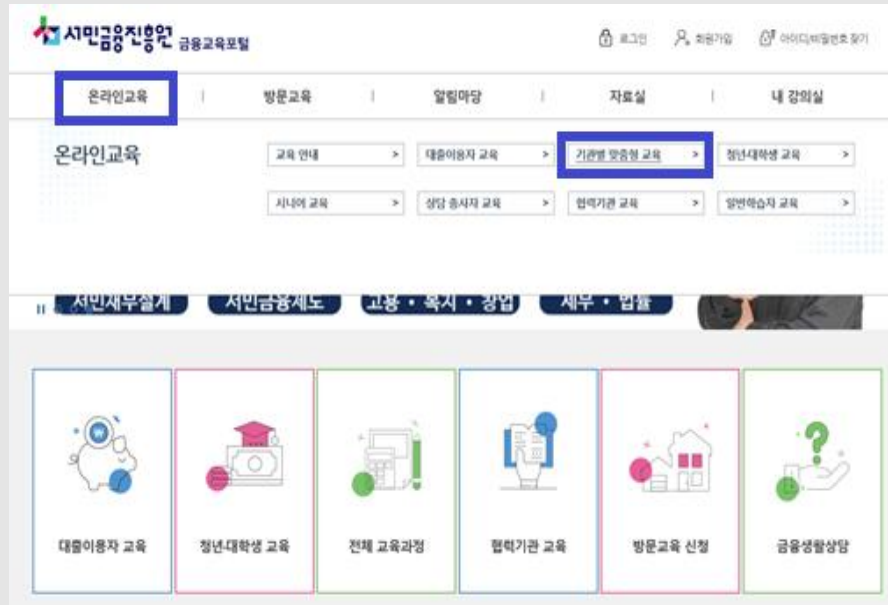 서민금융진흥원 금융교육포털
로그인 회원가입 아이디/비밀번호 찾기
온라인교육 방문교육 알림마당 자료실 내 강의실
온라인교육
교육 안내 > 대출이용자 교육 > 기관별 맞춤형 교육 > 청년·대학생 교육 >
시니어 교육 > 상담 종사자 교육 > 협력기관 교육 > 일반학습자 교육 >
서민재무설계 서민금융제도 고용·복지·창업 세무·법률
대출이용자 교육 청년·대학생 교육 전체 교육과정 협력기관 교육 방문교육 신청 금융생활상담